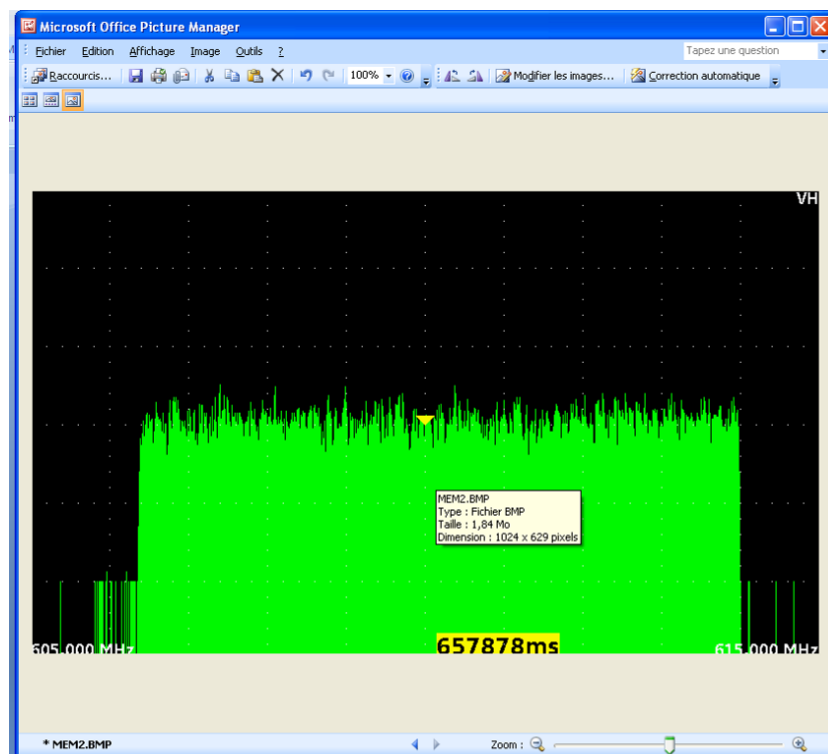 Microsoft Office Picture Manager
Fichier Edition Affichage Image Outils ? Tapez une question
Raccourcis... 100% Modifier les images... Correction automatique
VH
MEM2.BMP
Type : Fichier BMP
Taille : 1,84 Mo
Dimension : 1024 x 629 pixels
605.000 MHz 657878ms 615.000 MHz
* MEM2.BMP Zoom :